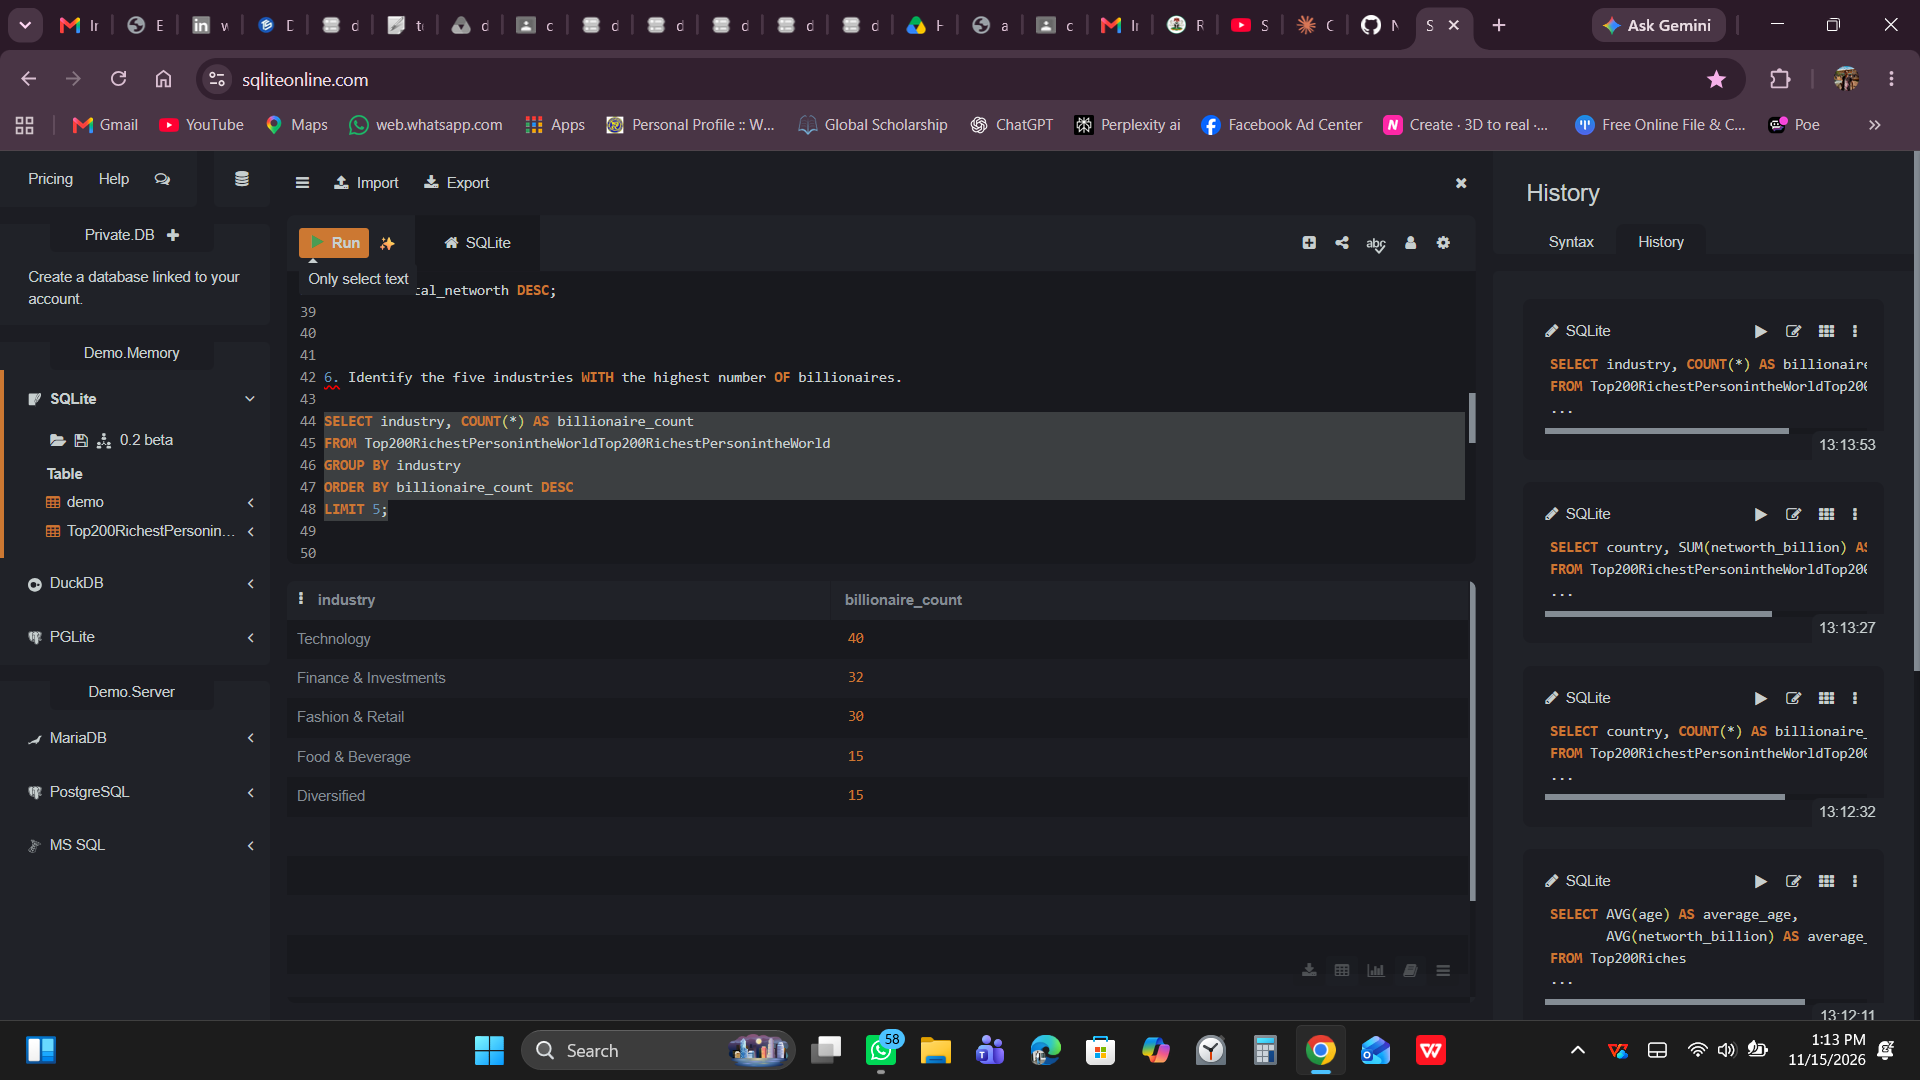 Ir
E
w
D
d
te
d
c
d
d
d
d
d
H
a
c
Ir
R
S
C
N
S
Ask Gemini
sqliteonline.com
Gmail
YouTube
Maps
web.whatsapp.com
Apps
Personal Profile :: W...
Global Scholarship
ChatGPT
Perplexity ai
Facebook Ad Center
Create · 3D to real ·...
Free Online File & C...
Poe
Pricing
Help
Import
Export
Private.DB
Create a database linked to your
account.
Demo.Memory
SQLite
0.2 beta
Table
demo
Top200RichestPersonin...
DuckDB
PGLite
Demo.Server
MariaDB
PostgreSQL
MS SQL
Run
SQLite
abc
Only select text
tal_networth DESC;
39
40
41
42 6. Identify the five industries WITH the highest number OF billionaires.
43
44 SELECT industry, COUNT(*) AS billionaire_count
45 FROM Top200RichestPersonintheWorldTop200RichestPersonintheWorld
46 GROUP BY industry
47 ORDER BY billionaire_count DESC
48 LIMIT 5;
49
50
industry billionaire_count
Technology 40
Finance & Investments 32
Fashion & Retail 30
Food & Beverage 15
Diversified 15
History
Syntax
History
SQLite
SELECT industry, COUNT(*) AS billionaire
FROM Top200RichestPersonintheWorldTop200
...
13:13:53
SQLite
SELECT country, SUM(networth_billion) AS
FROM Top200RichestPersonintheWorldTop200
...
13:13:27
SQLite
SELECT country, COUNT(*) AS billionaire_
FROM Top200RichestPersonintheWorldTop200
...
13:12:32
SQLite
SELECT AVG(age) AS average_age,
AVG(networth_billion) AS average_
FROM Top200Riches
...
13:12:11
Search
58
1:13 PM
11/15/2026